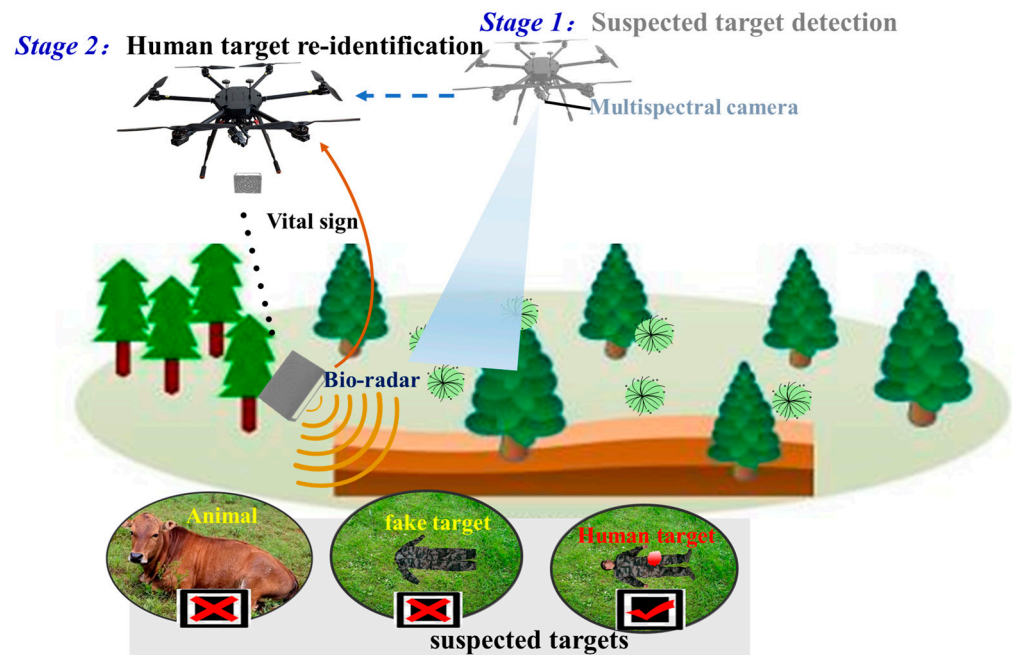 Stage 1: Suspected target detection
Stage 2: Human target re-identification
Multispectral camera
Vital sign
Bio-radar
Animal
fake target
Human target
suspected targets